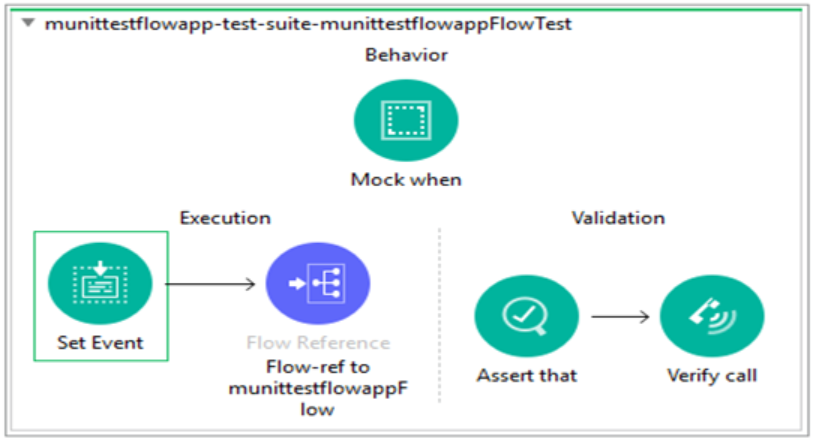 munittestflowapp-test-suite-munittestflowappFlowTest
Behavior
Mock when
Execution
Validation
Set Event
Flow Reference
Flow-ref to
munittestflowappF
low
Assert that
Verify call